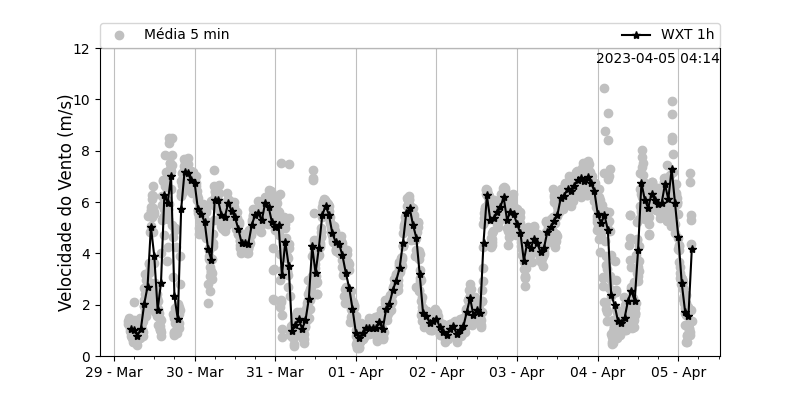 Média 5 min
WXT 1h
2023-04-05 04:14
Velocidade do Vento (m/s)
12
10
8
6
4
2
0
29 - Mar
30 - Mar
31 - Mar
01 - Apr
02 - Apr
03 - Apr
04 - Apr
05 - Apr